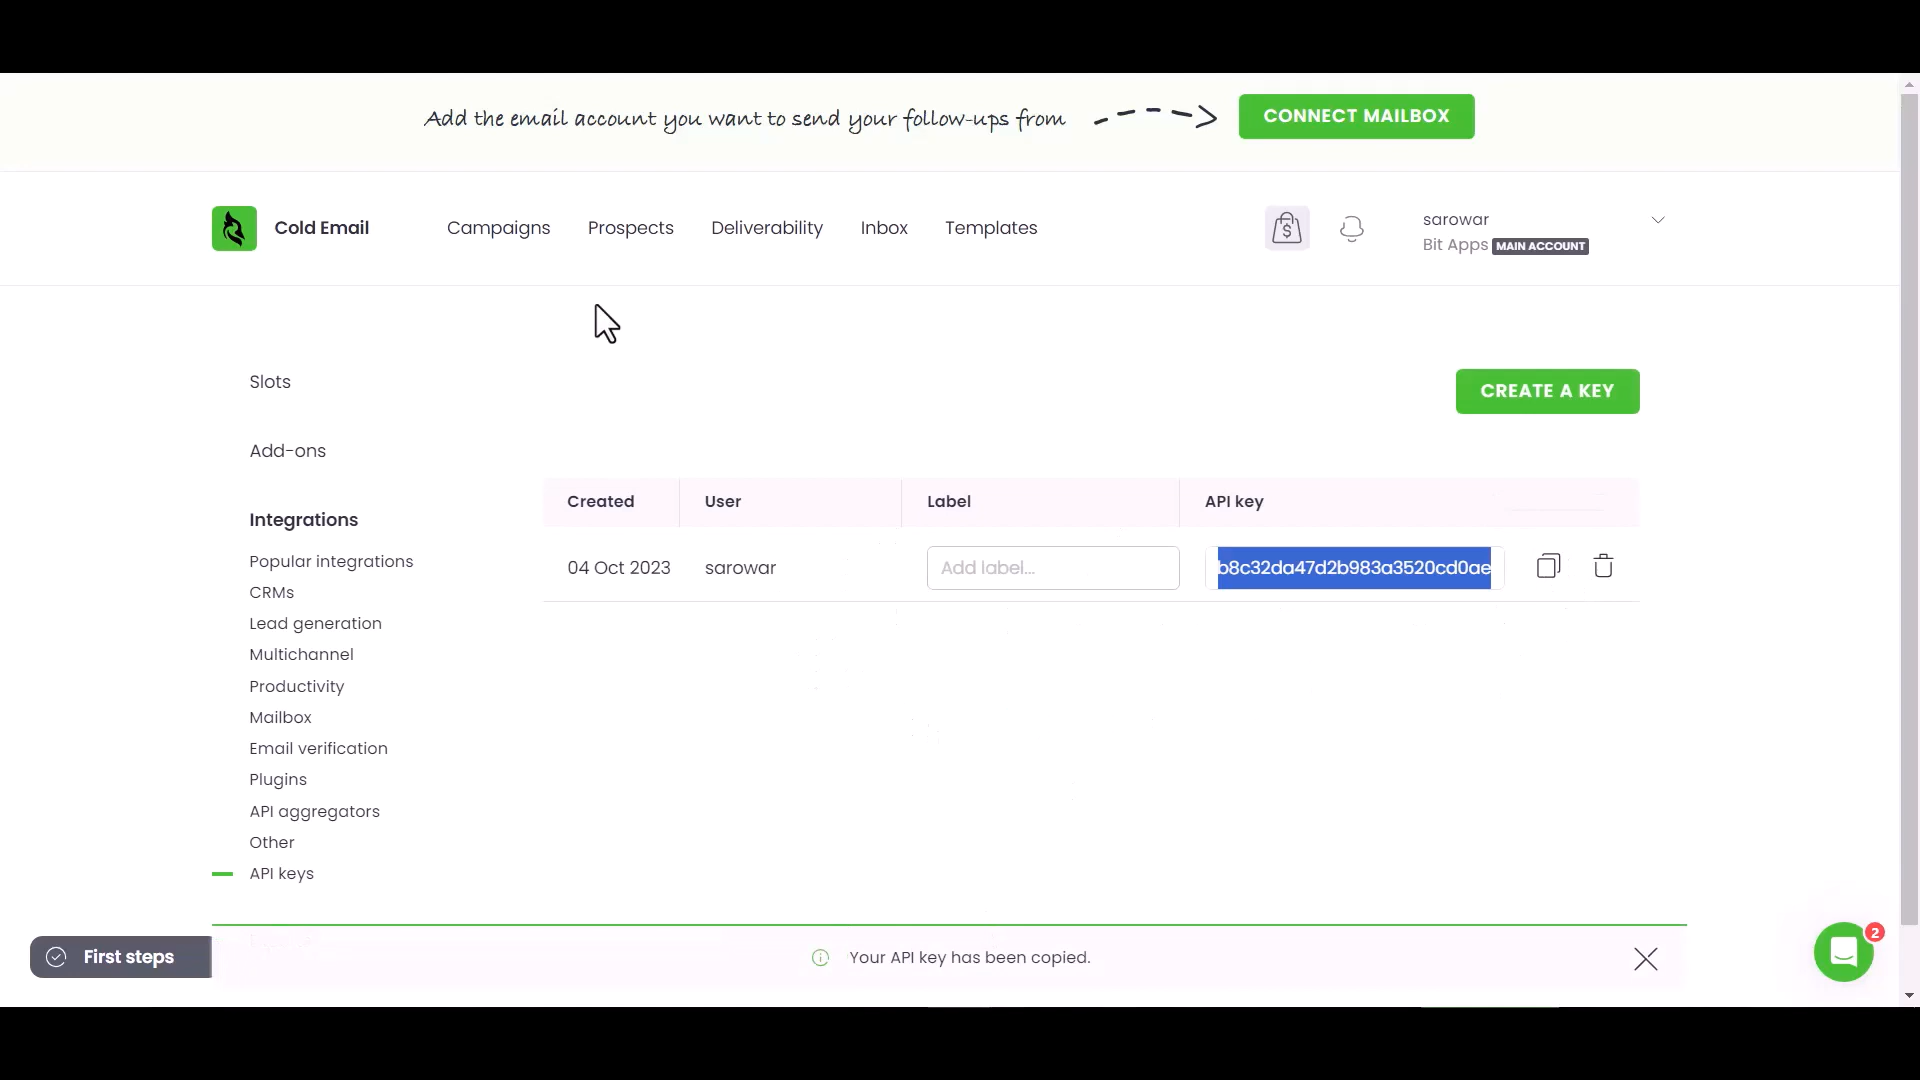 Add the email account you want to send your follow-ups from
CONNECT MAILBOX
Cold Email
Campaigns
Prospects
Deliverability
Inbox
Templates
$
sarowar
Bit Apps MAIN ACCOUNT
Slots
CREATE A KEY
Add-ons
Integrations
Created
User
Label
API key
04 Oct 2023
sarowar
Add label...
b8c32da47d2b983a3520cd0ae
Popular integrations
CRMs
Lead generation
Multichannel
Productivity
Mailbox
Email verification
Plugins
API aggregators
Other
API keys
First steps
Your API key has been copied.
2